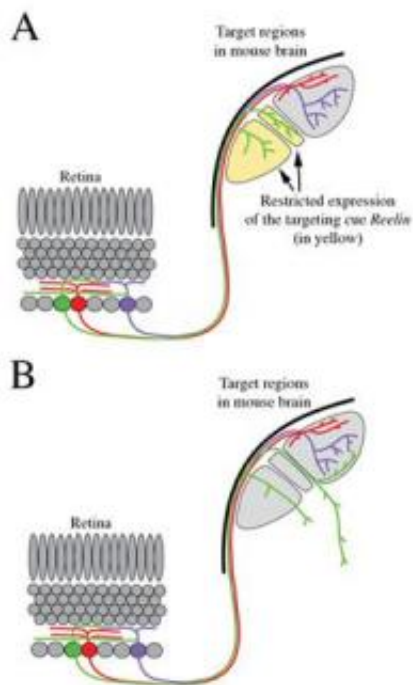 A
Target regions
in mouse brain
Retina
Restricted expression
of the targeting cue Reelin
(in yellow)
B
Target regions
in mouse brain
Retina